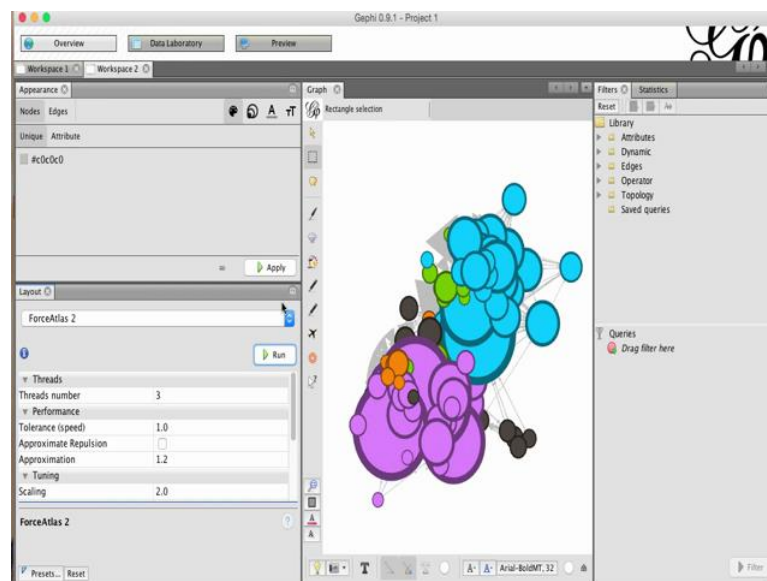 Gephi 0.9.1 - Project 1
Overview
Data Laboratory
Preview
Workspace 1
Workspace 2
Appearance
Nodes Edges
Unique Attribute
#c0c0c0
Apply
Layout
ForceAtlas 2
Run
Threads
Threads number 3
Performance
Tolerance (speed) 1.0
Approximate Repulsion
Approximation 1.2
Tuning
Scaling 2.0
ForceAtlas 2
Presets... Reset
Graph
Rectangle selection
T
A- A- Arial-BoldMT, 32
Filters Statistics
Reset
Library
Attributes
Dynamic
Edges
Operator
Topology
Saved queries
Queries
Drag filter here
Filter